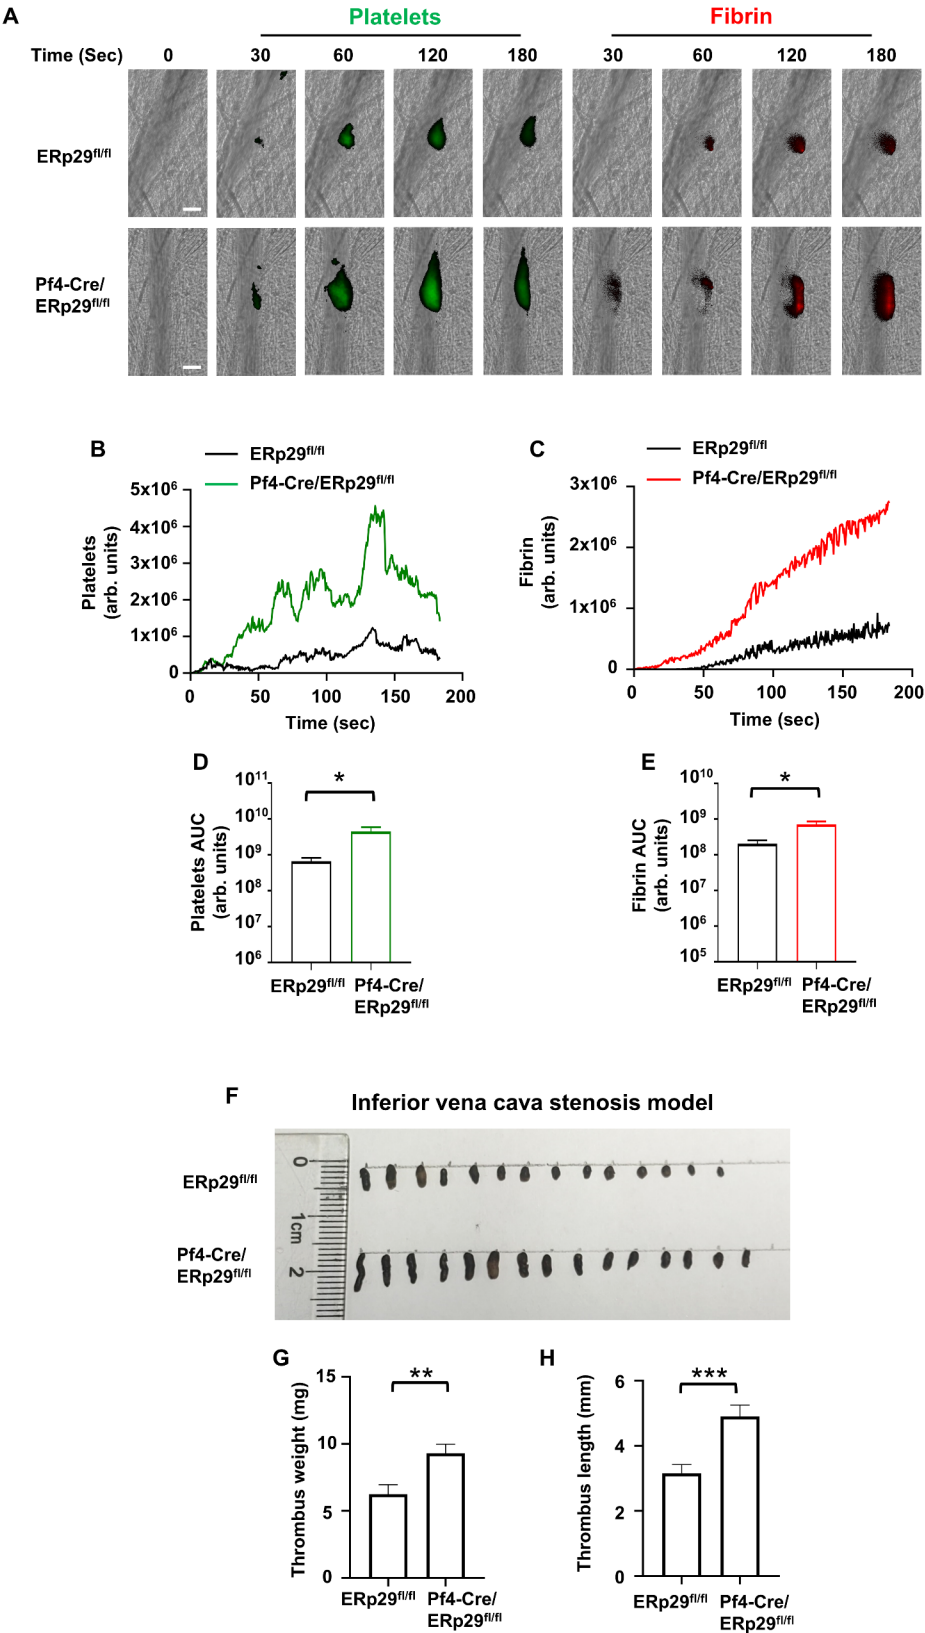 A
Platelets
Fibrin
Time (Sec) 0 30 60 120 180 30 60 120 180
ERp29fl/fl
Pf4-Cre/
ERp29fl/fl
B
ERp29fl/fl
Pf4-Cre/ERp29fl/fl
Platelets
(arb. units)
5x10⁶
4x10⁶
3x10⁶
2x10⁶
1x10⁶
0
0 50 100 150 200
Time (sec)
C
ERp29fl/fl
Pf4-Cre/ERp29fl/fl
Fibrin
(arb. units)
3x10⁶
2x10⁶
1x10⁶
0
0 50 100 150 200
Time (sec)
D
Platelets AUC
(arb. units)
10¹¹
10¹⁰
10⁹
10⁸
10⁷
10⁶
*
ERp29fl/fl
Pf4-Cre/
ERp29fl/fl
E
Fibrin AUC
(arb. units)
10¹⁰
10⁹
10⁸
10⁷
10⁶
10⁵
*
ERp29fl/fl
Pf4-Cre/
ERp29fl/fl
F
Inferior vena cava stenosis model
ERp29fl/fl
Pf4-Cre/
ERp29fl/fl
0
1cm
2
G
Thrombus weight (mg)
15
10
5
0
**
ERp29fl/fl
Pf4-Cre/
ERp29fl/fl
H
Thrombus length (mm)
6
4
2
0
***
ERp29fl/fl
Pf4-Cre/
ERp29fl/fl